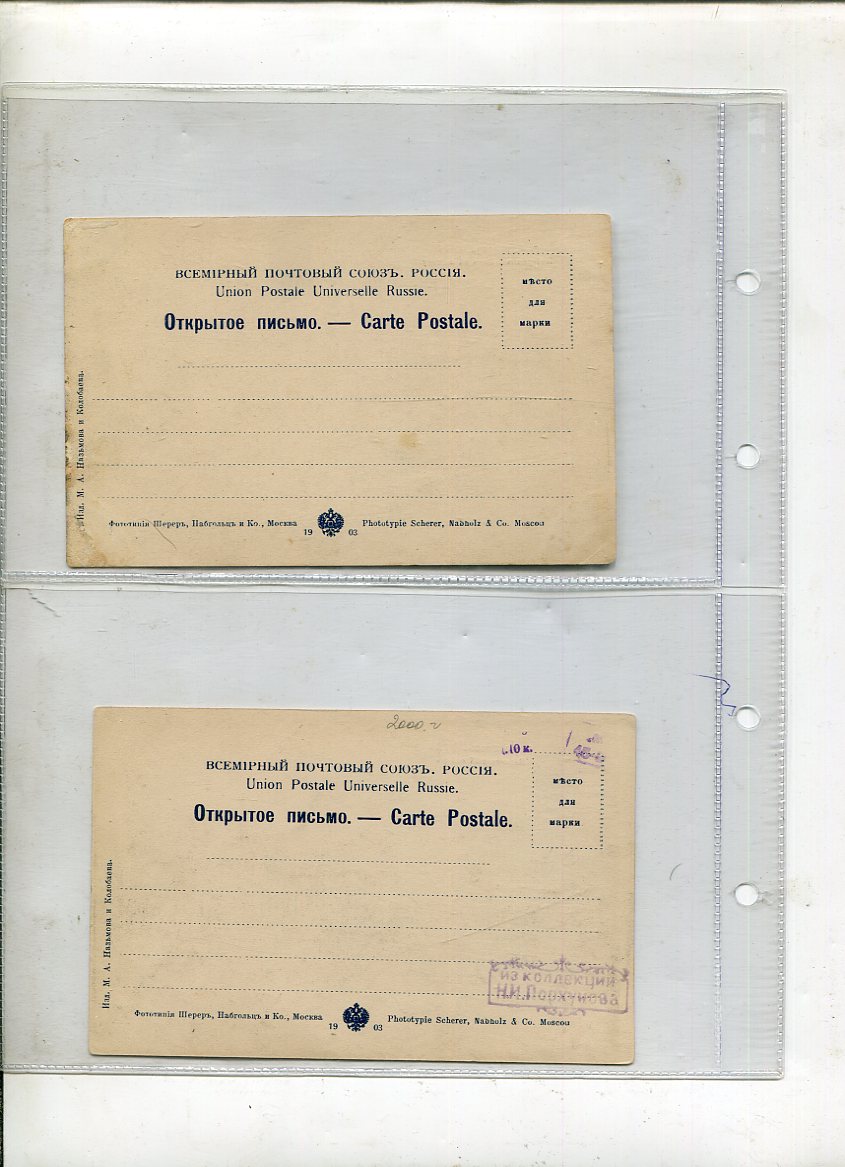 ВСЕМІРНЫЙ ПОЧТОВЫЙ СОЮЗЪ. РОССІЯ.
Union Postale Universelle Russie.
Открытое письмо. — Carte Postale.
мѣсто
для
марки
Изд. М. А. Назьмова и Колобаева.
Фототипія Шереръ, Набгольцъ и Ко., Москва
19 03
Phototypie Scherer, Nabholz & Co. Moscou
2000 г
.10 к.
ВСЕМІРНЫЙ ПОЧТОВЫЙ СОЮЗЪ. РОССІЯ.
Union Postale Universelle Russie.
Открытое письмо. — Carte Postale.
мѣсто
для
марки
Изд. М. А. Назьмова и Колобаева.
ИЗ КОЛЛЕКЦИИ
Н.И.
Фототипія Шереръ, Набгольцъ и Ко., Москва
19 03
Phototypie Scherer, Nabholz & Co. Moscou